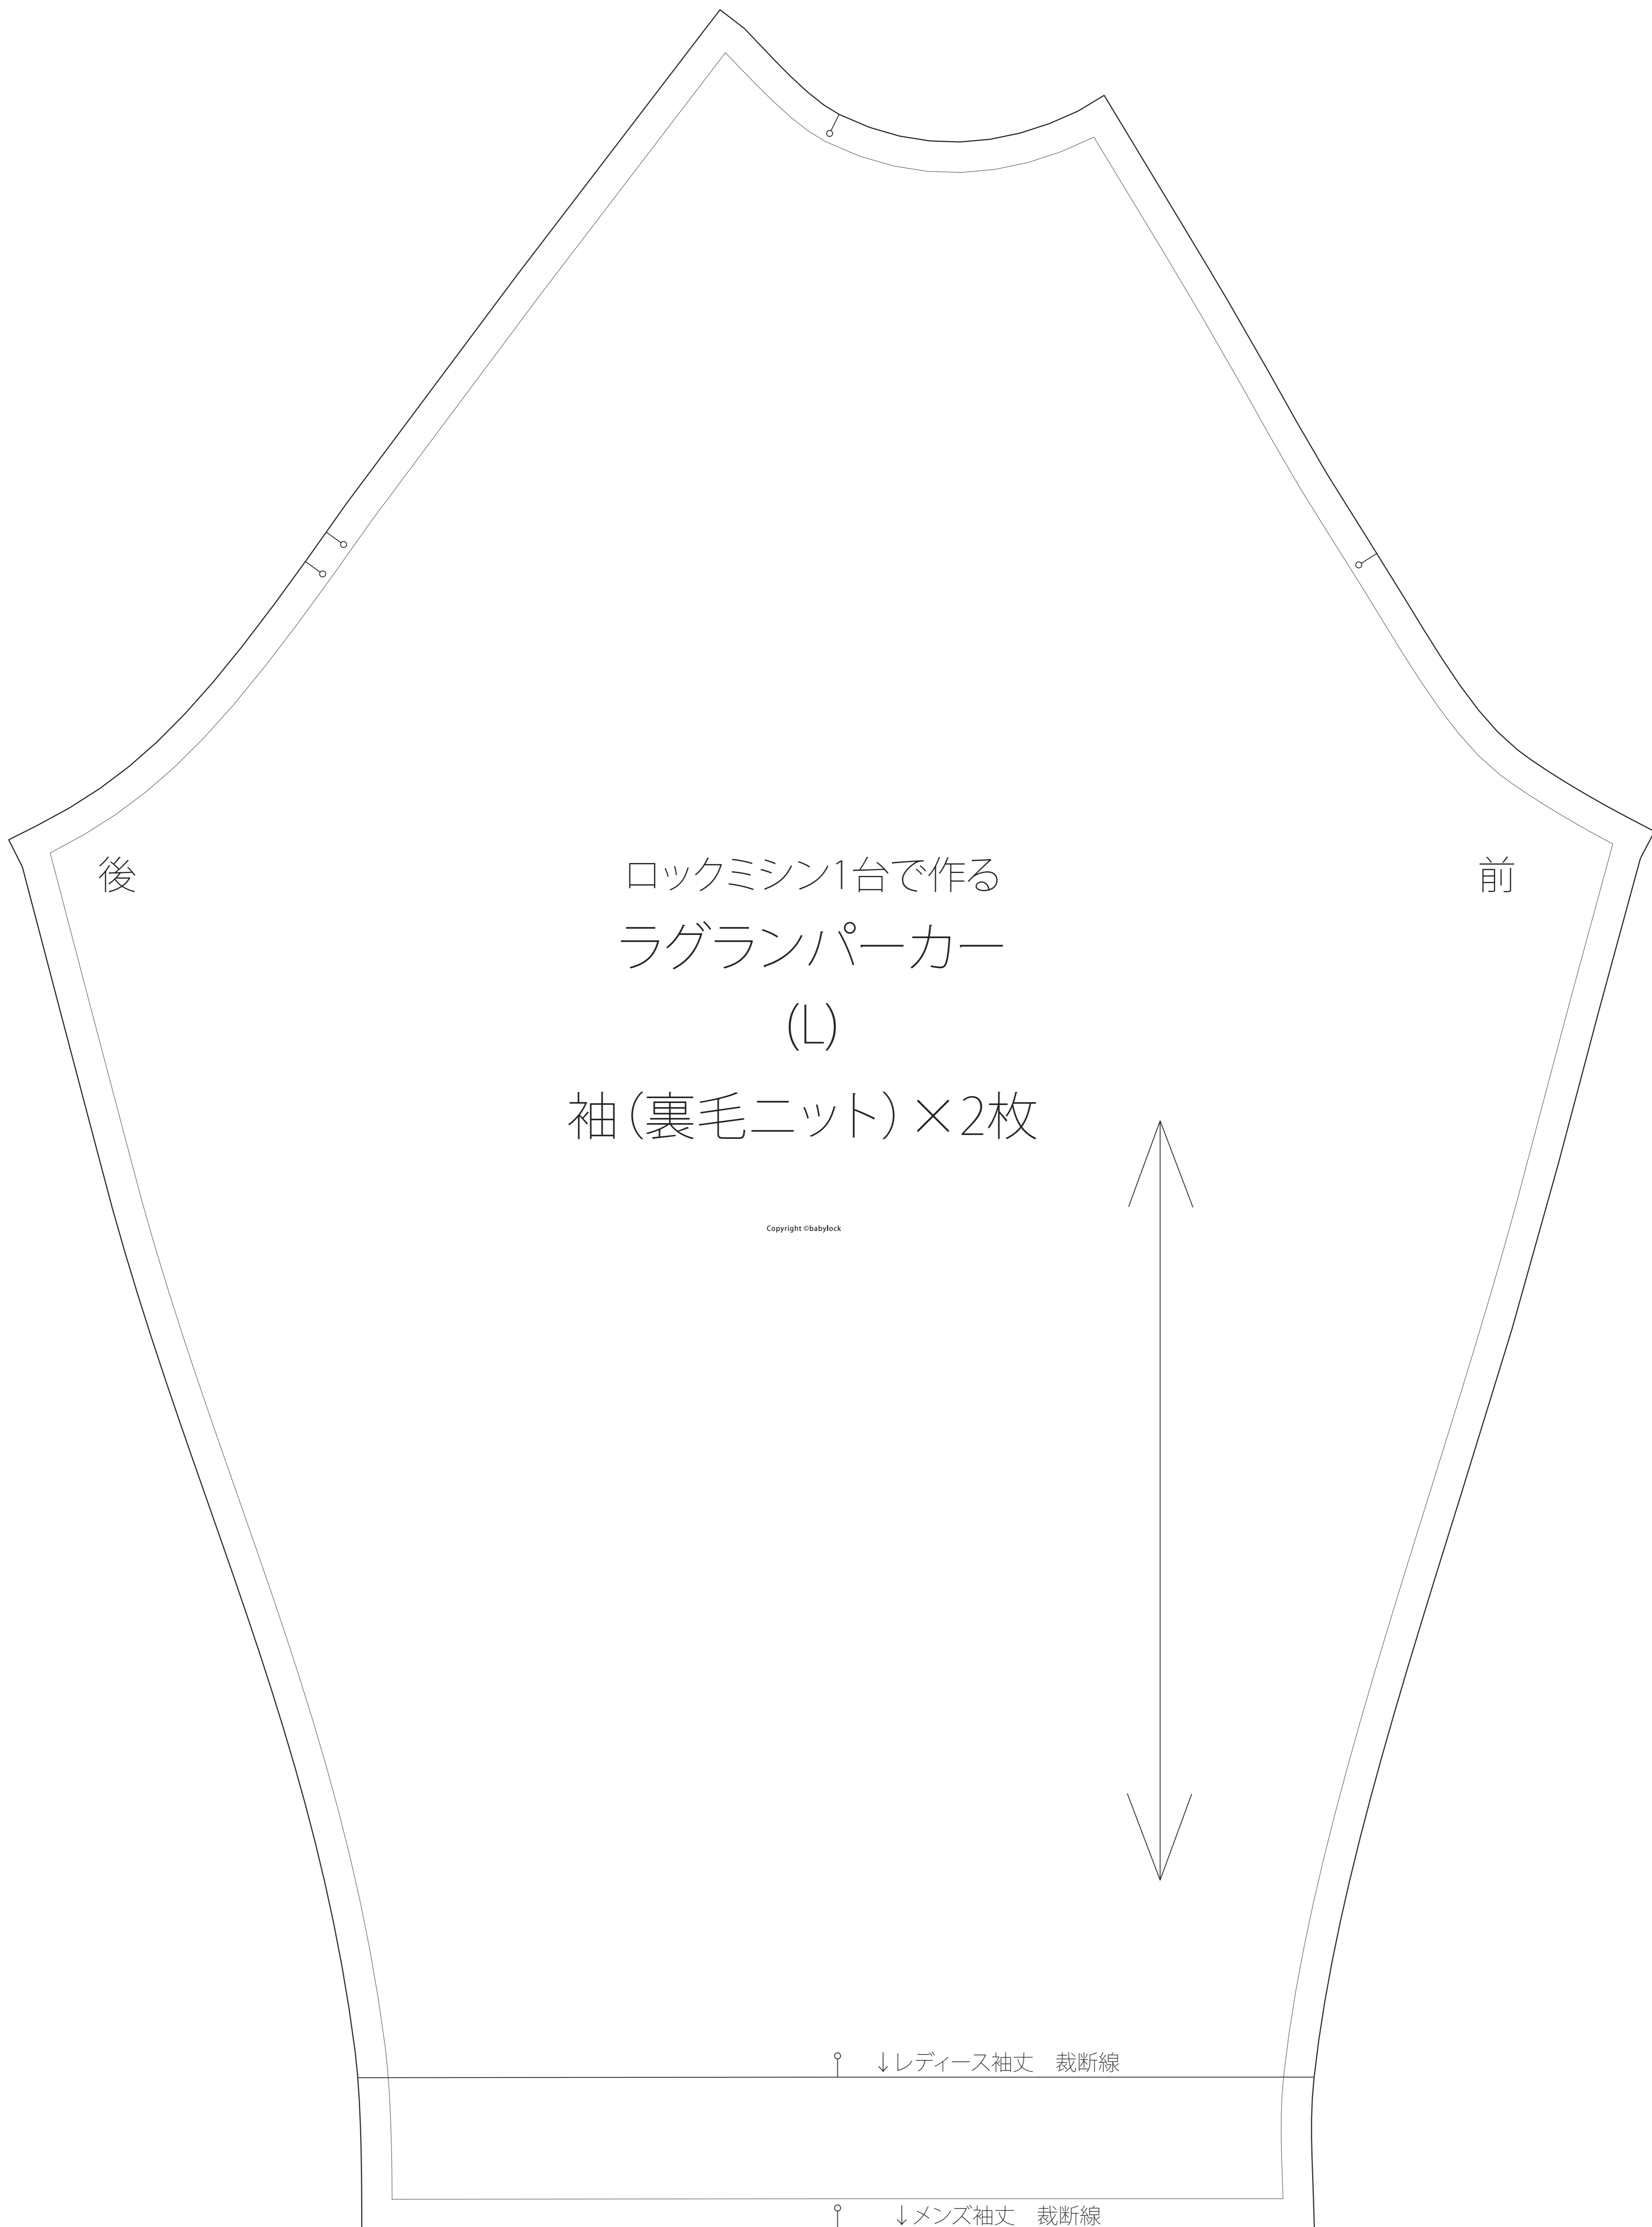 後
前
ロックミシン1台で作る
ラグランパーカー
(L)
袖(裏毛ニット)×2枚
Copyright ©babylock
↓レディース袖丈　裁断線
↓メンズ袖丈　裁断線